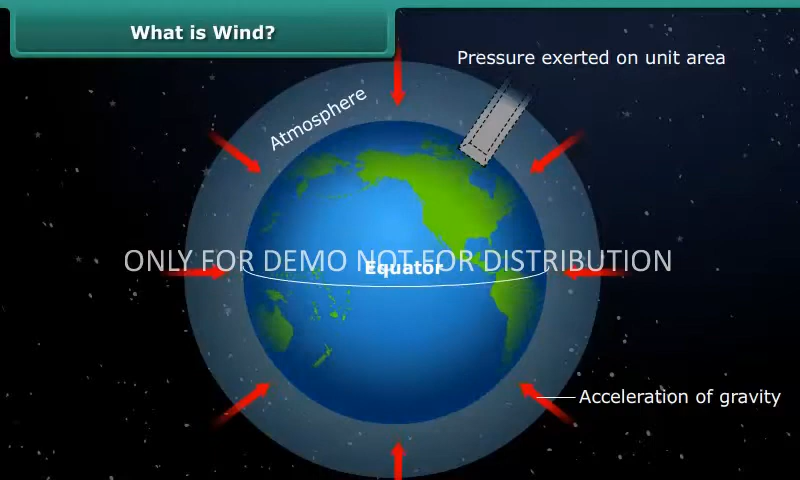 What is Wind?
Pressure exerted on unit area
Atmosphere
ONLY FOR DEMO NOT FOR DISTRIBUTION
Equator
Acceleration of gravity